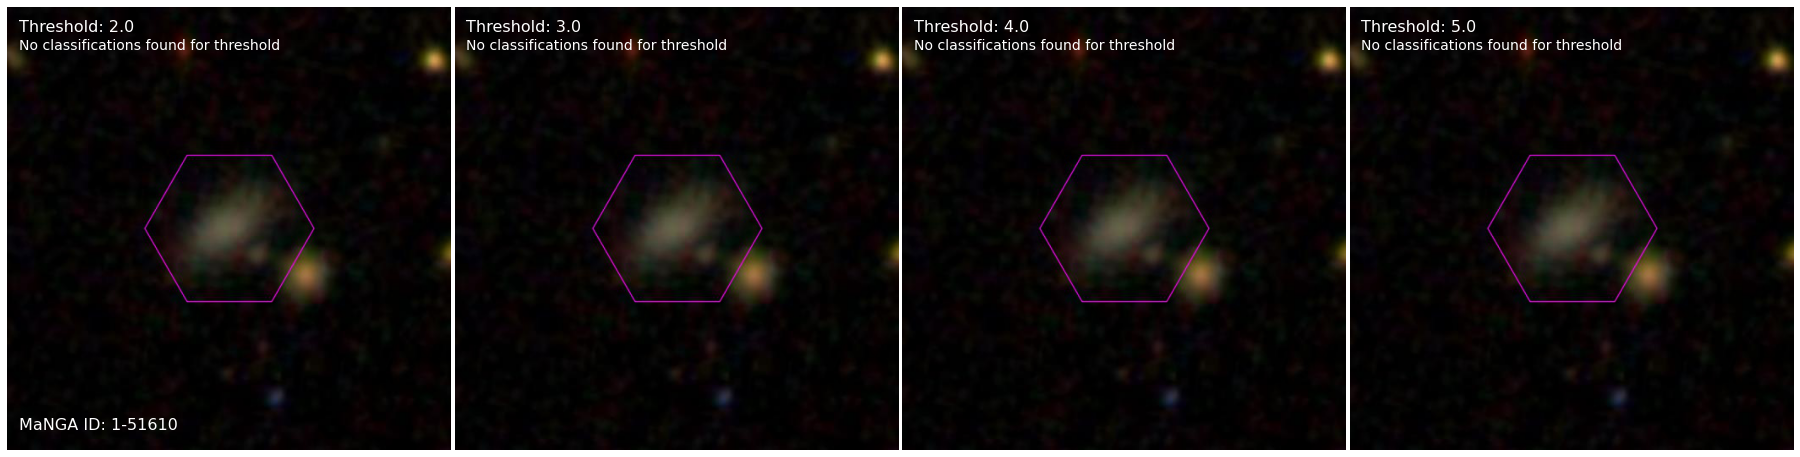 Threshold: 2.0
No classifications found for threshold
MaNGA ID: 1-51610
Threshold: 3.0
No classifications found for threshold
Threshold: 4.0
No classifications found for threshold
Threshold: 5.0
No classifications found for threshold